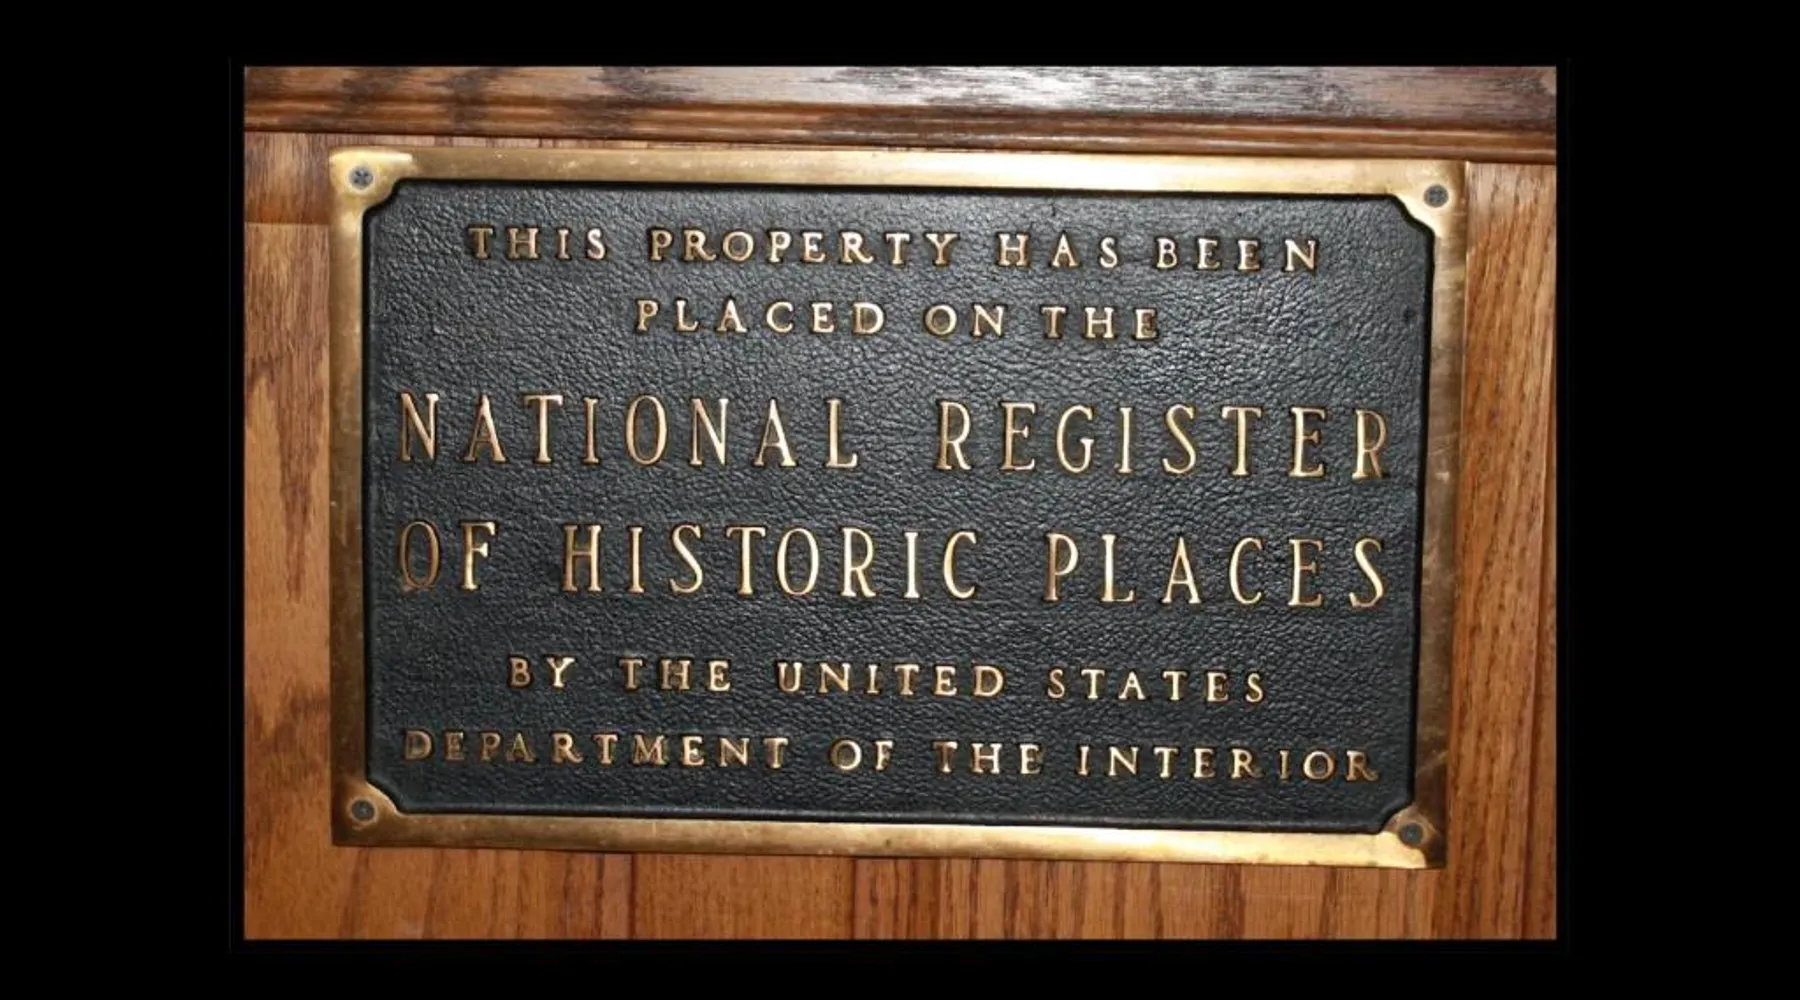 THIS PROPERTY HAS BEEN
PLACED ON THE
NATIONAL REGISTER
OF HISTORIC PLACES
BY THE UNITED STATES
DEPARTMENT OF THE INTERIOR